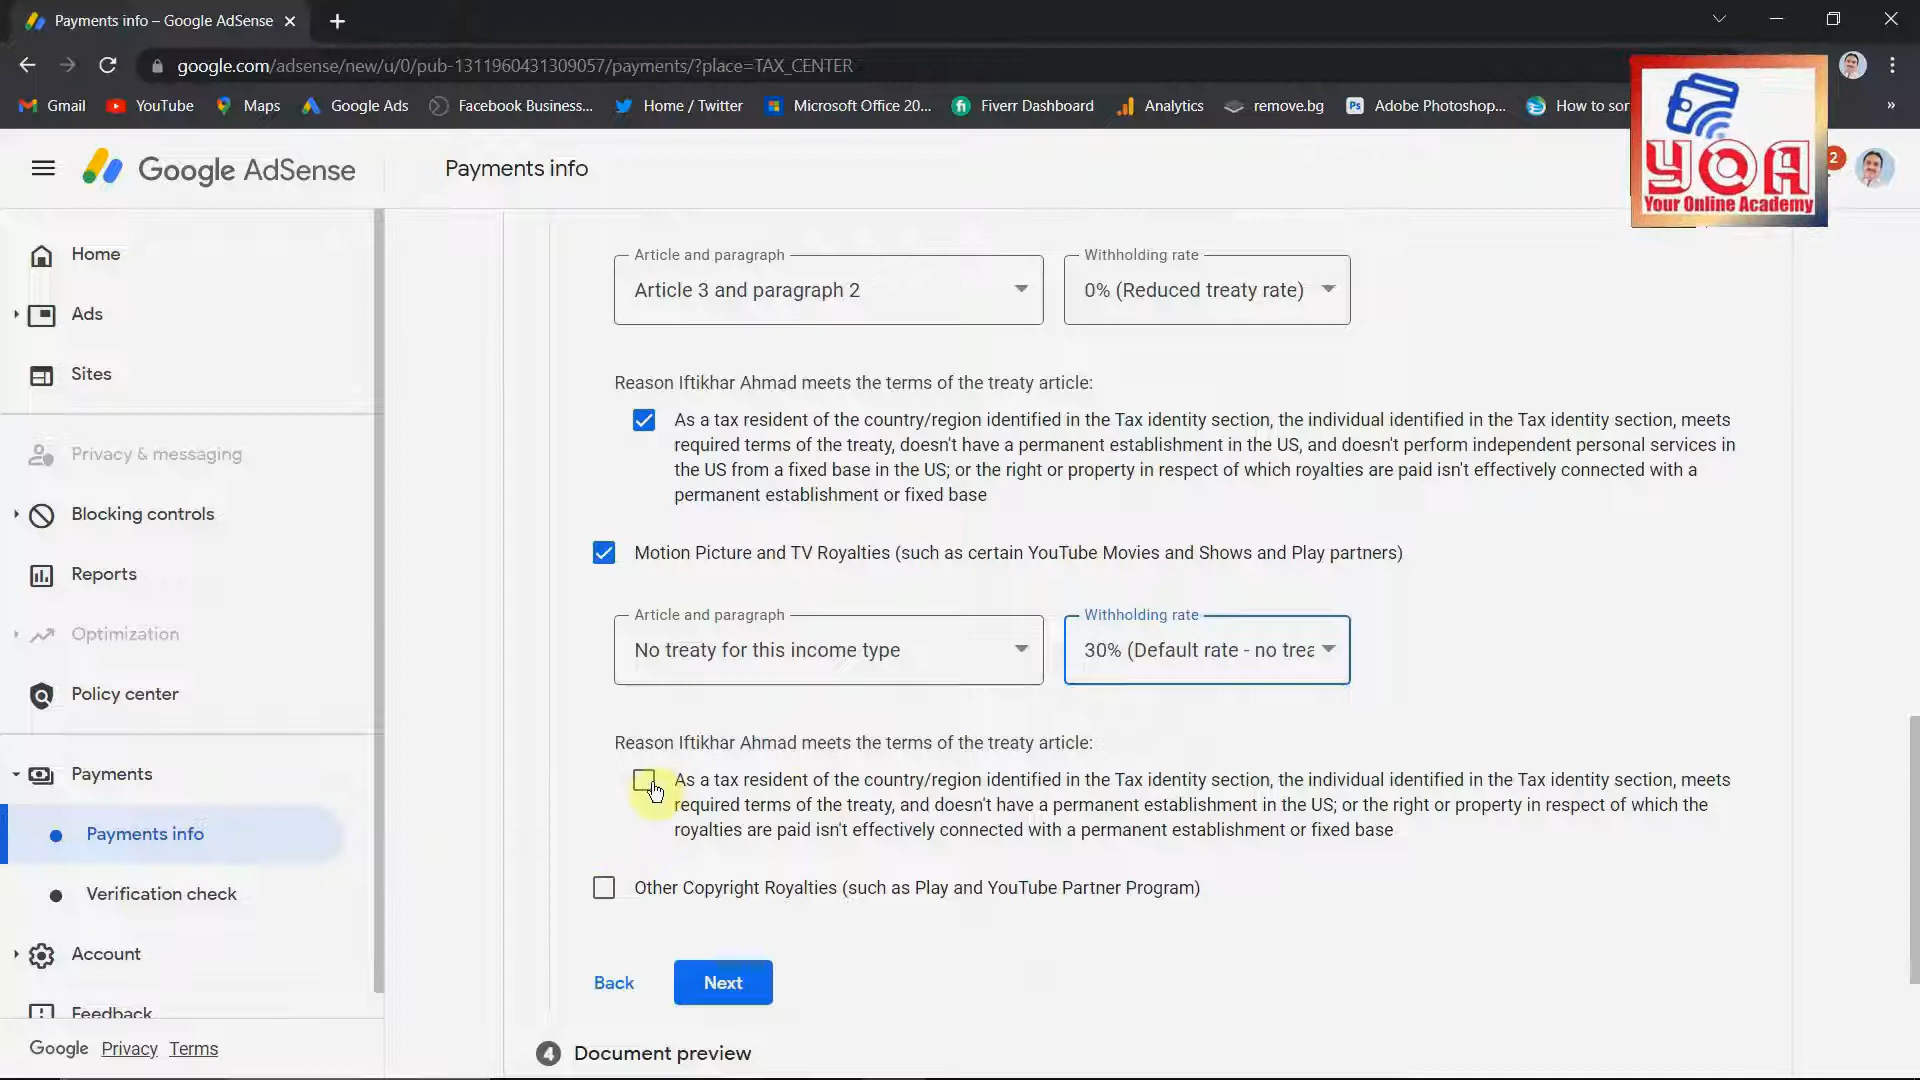 Payments info – Google AdSense
google.com/adsense/new/u/0/pub-1311960431309057/payments/?place=TAX_CENTER
Gmail YouTube Maps Google Ads Facebook Business... Home / Twitter Microsoft Office 20... Fiverr Dashboard Analytics remove.bg Ps Adobe Photoshop... How to sor »
YOA
Your Online Academy
Google AdSense
Payments info
2
Home
Ads
Sites
Privacy & messaging
Blocking controls
Reports
Optimization
Policy center
Payments
Payments info
Verification check
Account
Feedback
Google Privacy Terms
Article and paragraph
Article 3 and paragraph 2
Withholding rate
0% (Reduced treaty rate)
Reason Iftikhar Ahmad meets the terms of the treaty article:
As a tax resident of the country/region identified in the Tax identity section, the individual identified in the Tax identity section, meets
required terms of the treaty, doesn't have a permanent establishment in the US, and doesn't perform independent personal services in
the US from a fixed base in the US; or the right or property in respect of which royalties are paid isn't effectively connected with a
permanent establishment or fixed base
Motion Picture and TV Royalties (such as certain YouTube Movies and Shows and Play partners)
Article and paragraph
No treaty for this income type
Withholding rate
30% (Default rate - no trea
Reason Iftikhar Ahmad meets the terms of the treaty article:
As a tax resident of the country/region identified in the Tax identity section, the individual identified in the Tax identity section, meets
required terms of the treaty, and doesn't have a permanent establishment in the US; or the right or property in respect of which the
royalties are paid isn't effectively connected with a permanent establishment or fixed base
Other Copyright Royalties (such as Play and YouTube Partner Program)
Back Next
4 Document preview